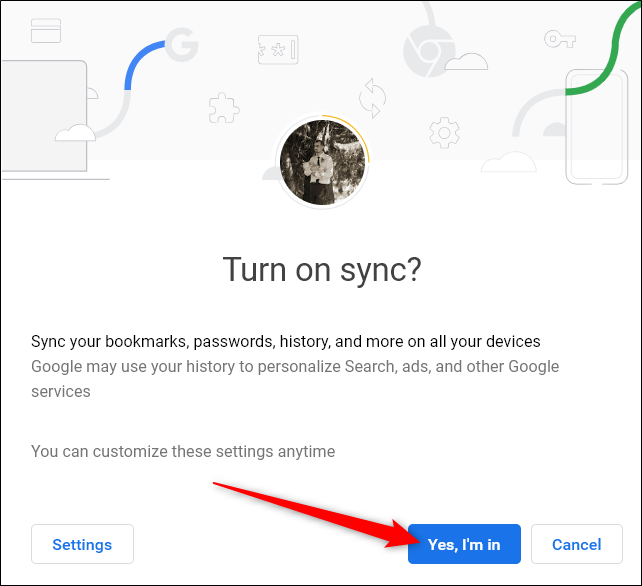 Turn on sync?
Sync your bookmarks, passwords, history, and more on all your devices
Google may use your history to personalize Search, ads, and other Google
services
You can customize these settings anytime
Settings
Yes, I'm in
Cancel